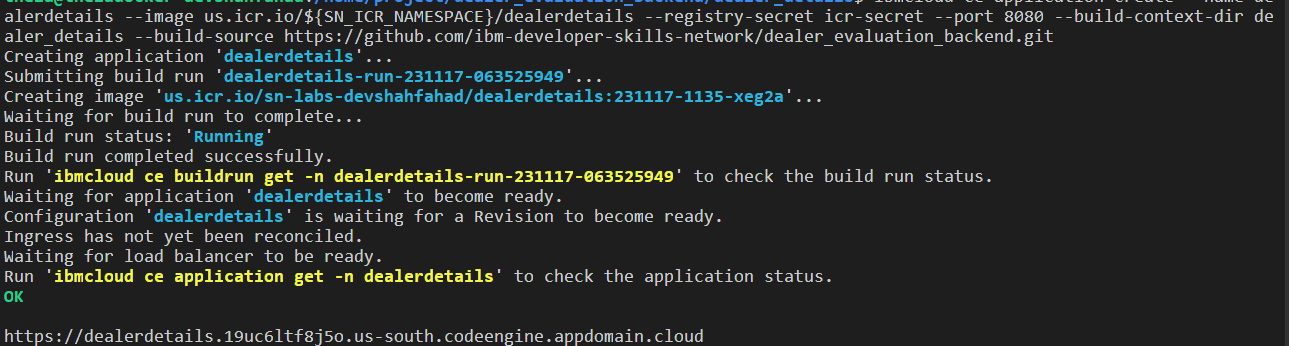 alerdetails --image us.icr.io/${SN_ICR_NAMESPACE}/dealerdetails --registry-secret icr-secret --port 8080 --build-context-dir de
aler_details --build-source https://github.com/ibm-developer-skills-network/dealer_evaluation_backend.git
Creating application 'dealerdetails'...
Submitting build run 'dealerdetails-run-231117-063525949'...
Creating image 'us.icr.io/sn-labs-devshahfahad/dealerdetails:231117-1135-xeg2a'...
Waiting for build run to complete...
Build run status: 'Running'
Build run completed successfully.
Run 'ibmcloud ce buildrun get -n dealerdetails-run-231117-063525949' to check the build run status.
Waiting for application 'dealerdetails' to become ready.
Configuration 'dealerdetails' is waiting for a Revision to become ready.
Ingress has not yet been reconciled.
Waiting for load balancer to be ready.
Run 'ibmcloud ce application get -n dealerdetails' to check the application status.
OK
https://dealerdetails.19uc6ltf8j5o.us-south.codeengine.appdomain.cloud